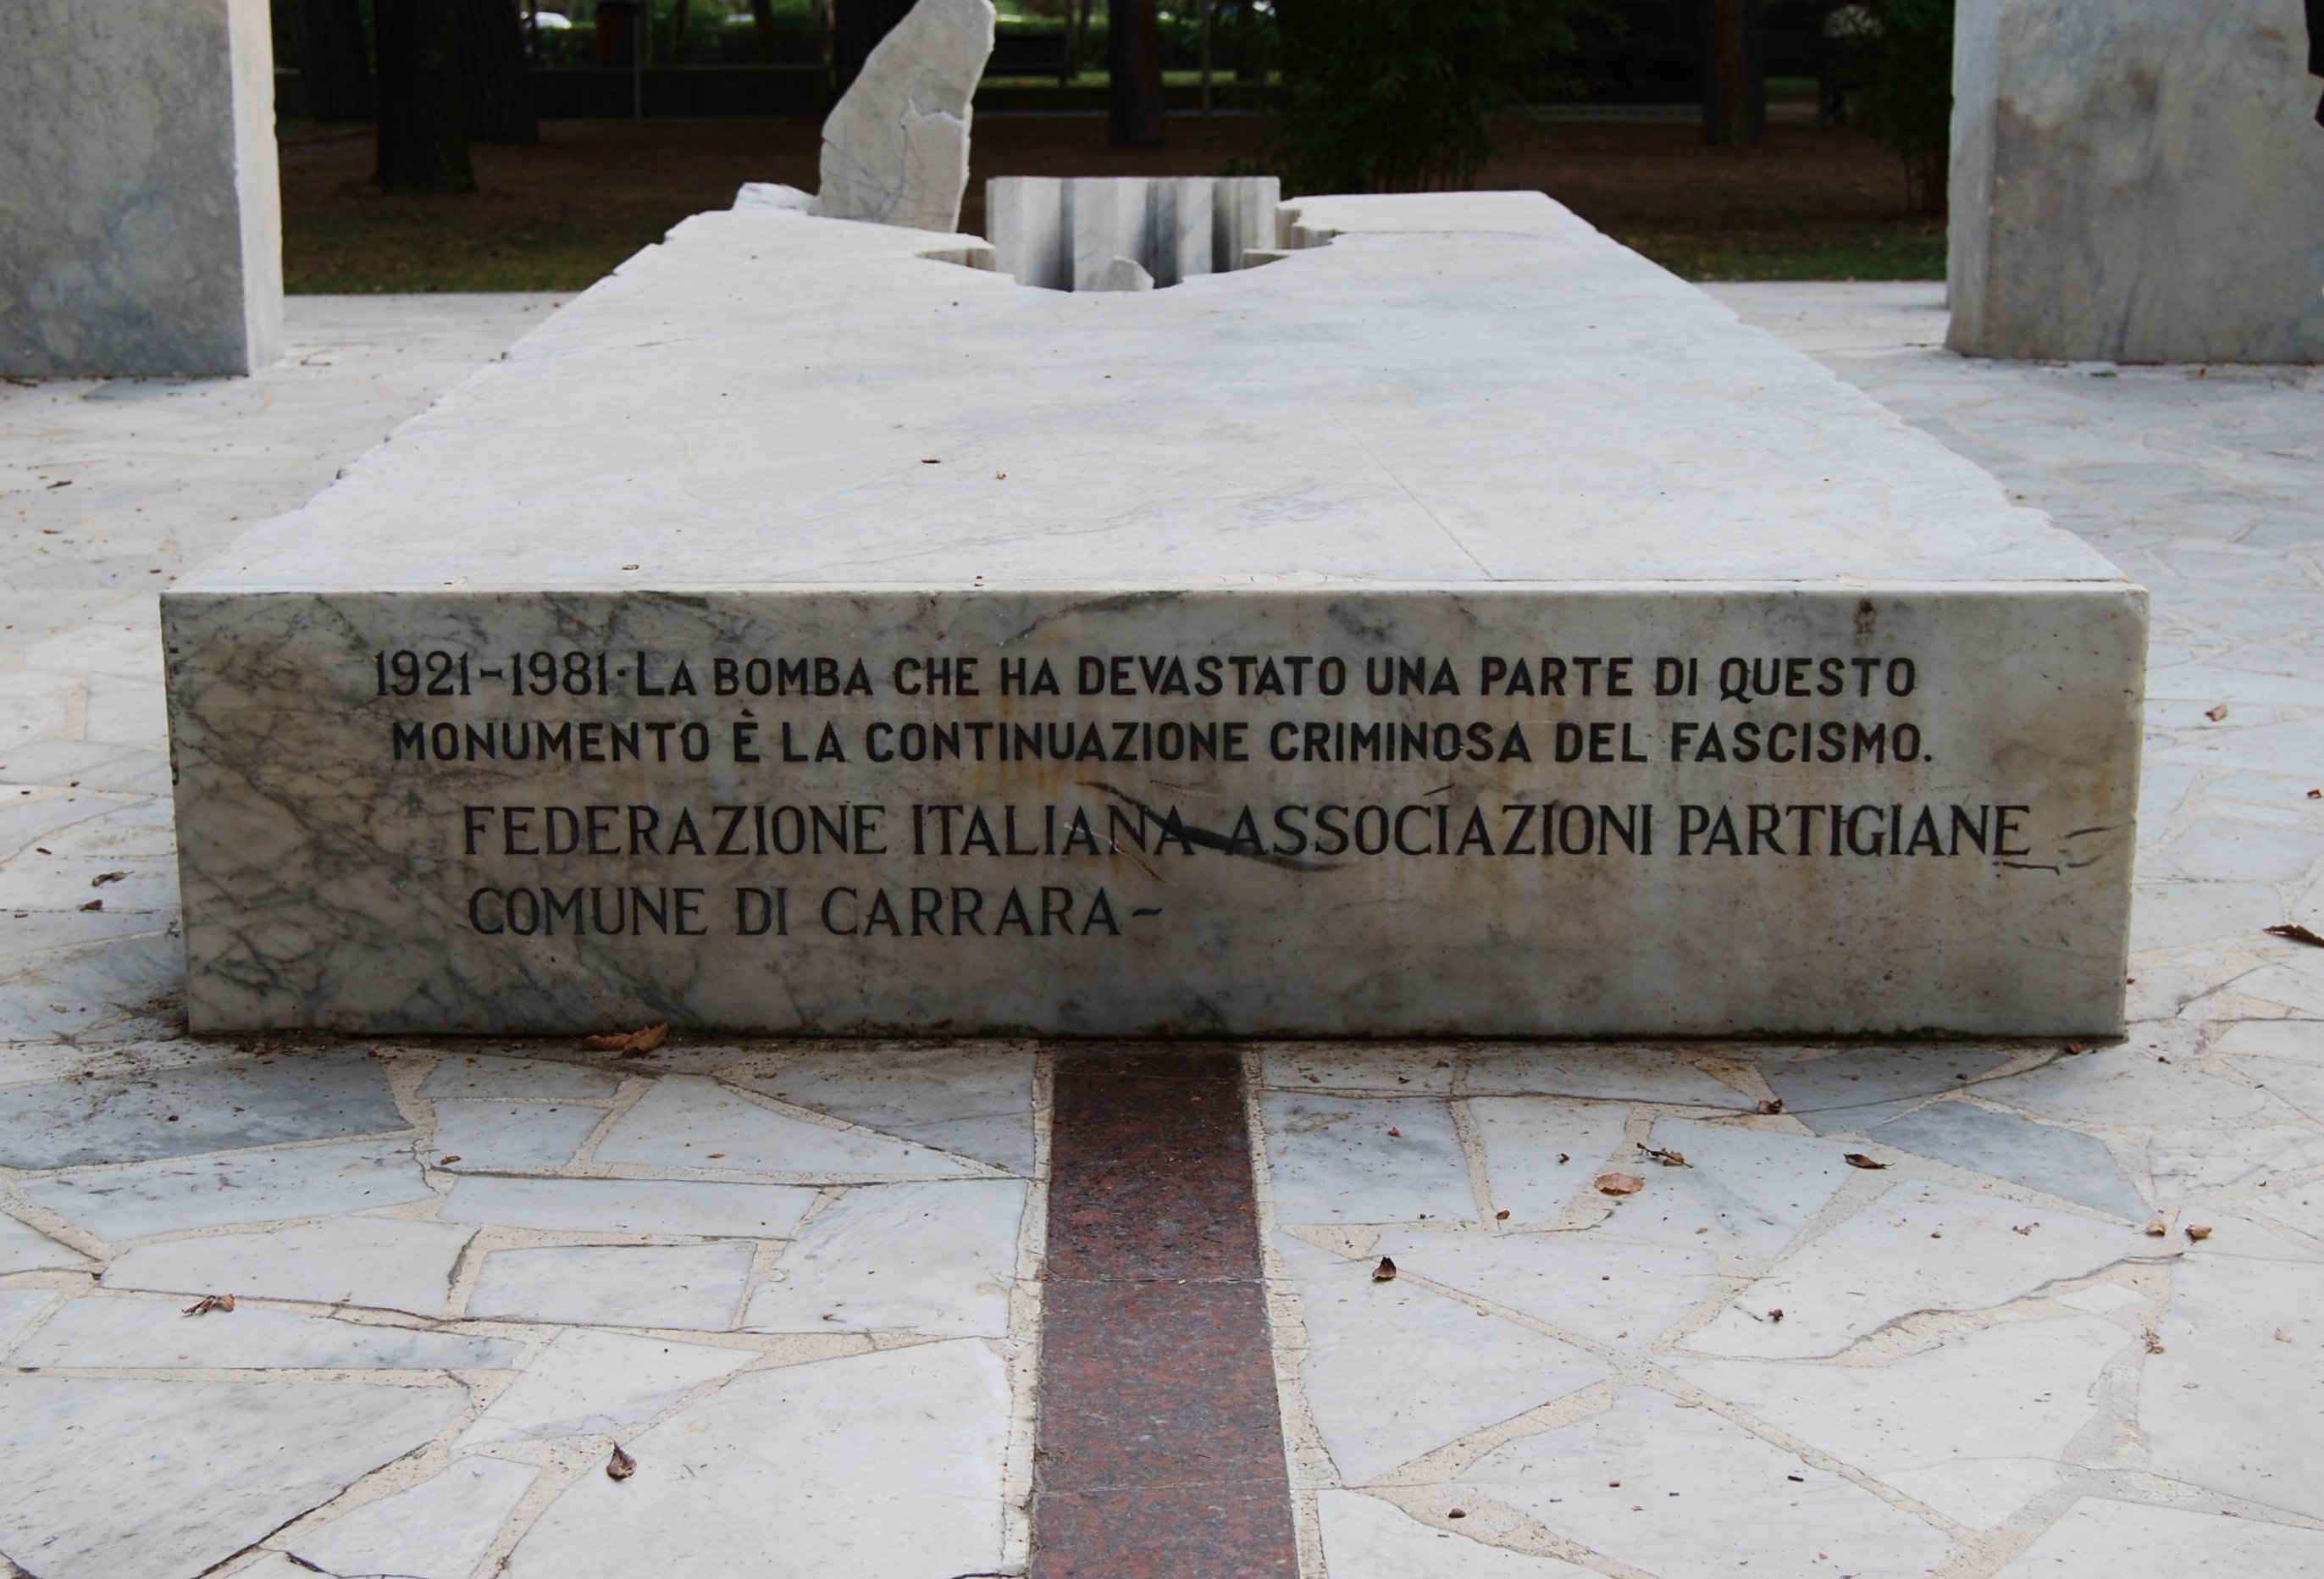 1921-1981·LA BOMBA CHE HA DEVASTATO UNA PARTE DI QUESTO
MONUMENTO È LA CONTINUAZIONE CRIMINOSA DEL FASCISMO.
FEDERAZIONE ITALIANA ASSOCIAZIONI PARTIGIANE
COMUNE DI CARRARA-